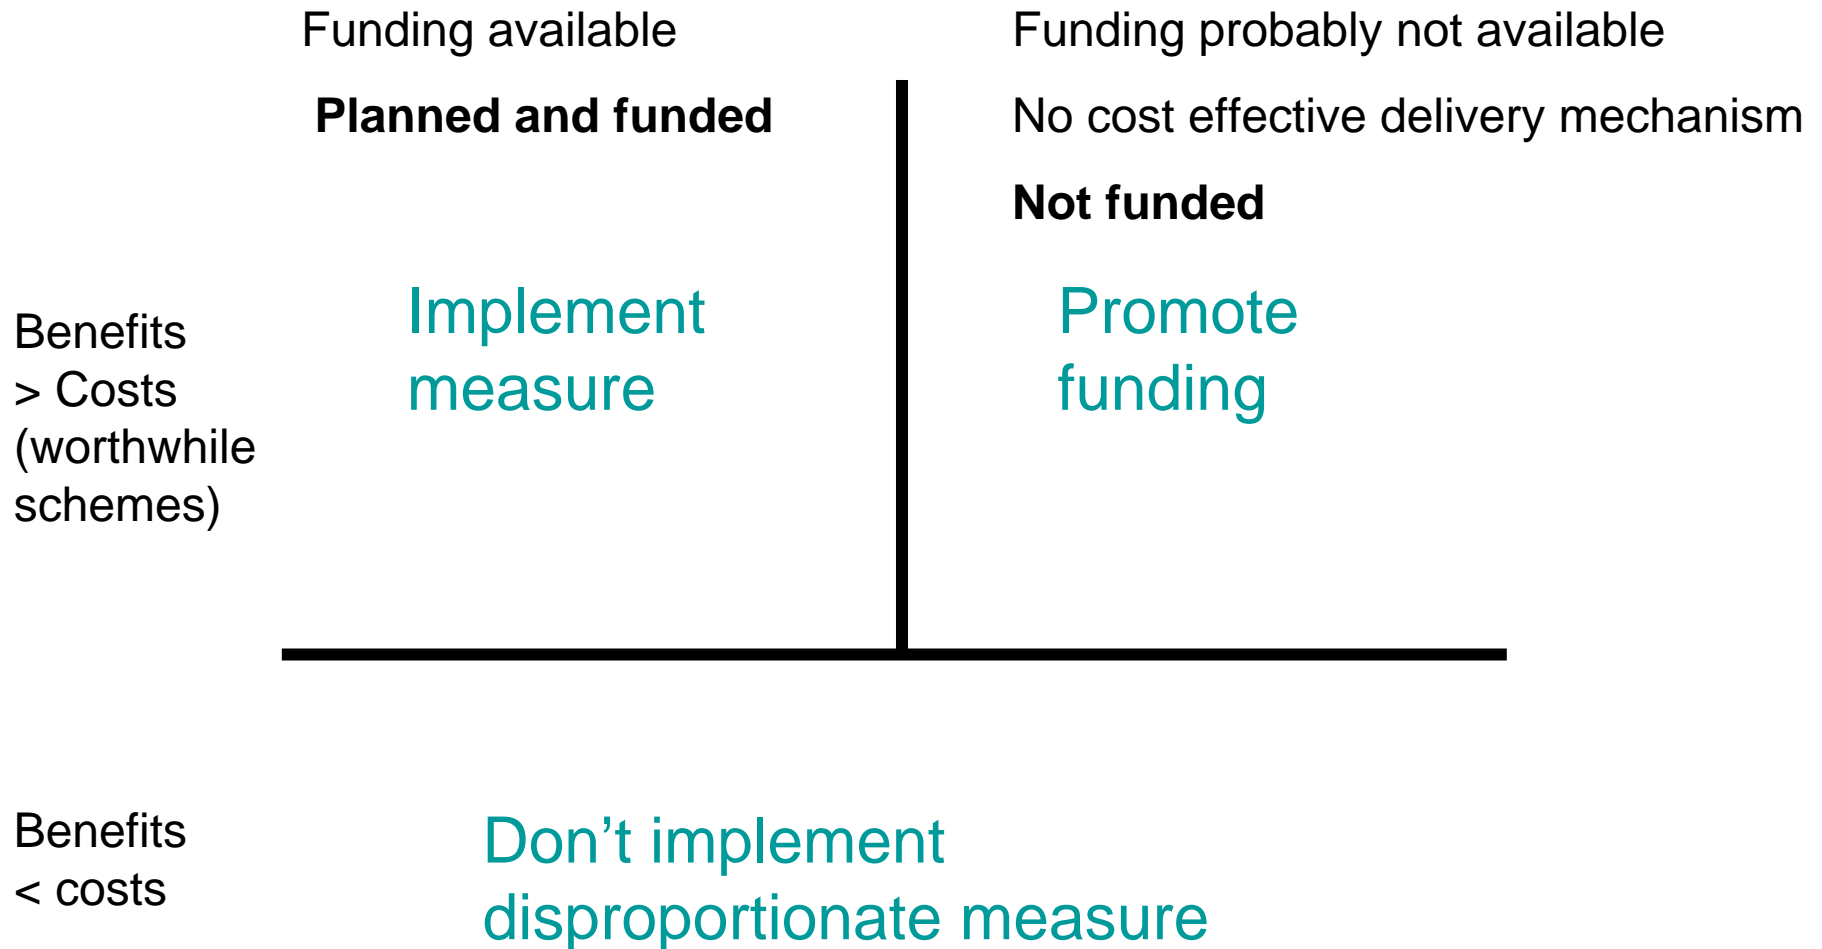 Funding available
Funding probably not available
Planned and funded
No cost effective delivery mechanism
Not funded
Benefits
> Costs
(worthwhile
schemes)
Implement
measure
Promote
funding
Benefits
< costs
Don’t implement
disproportionate measure